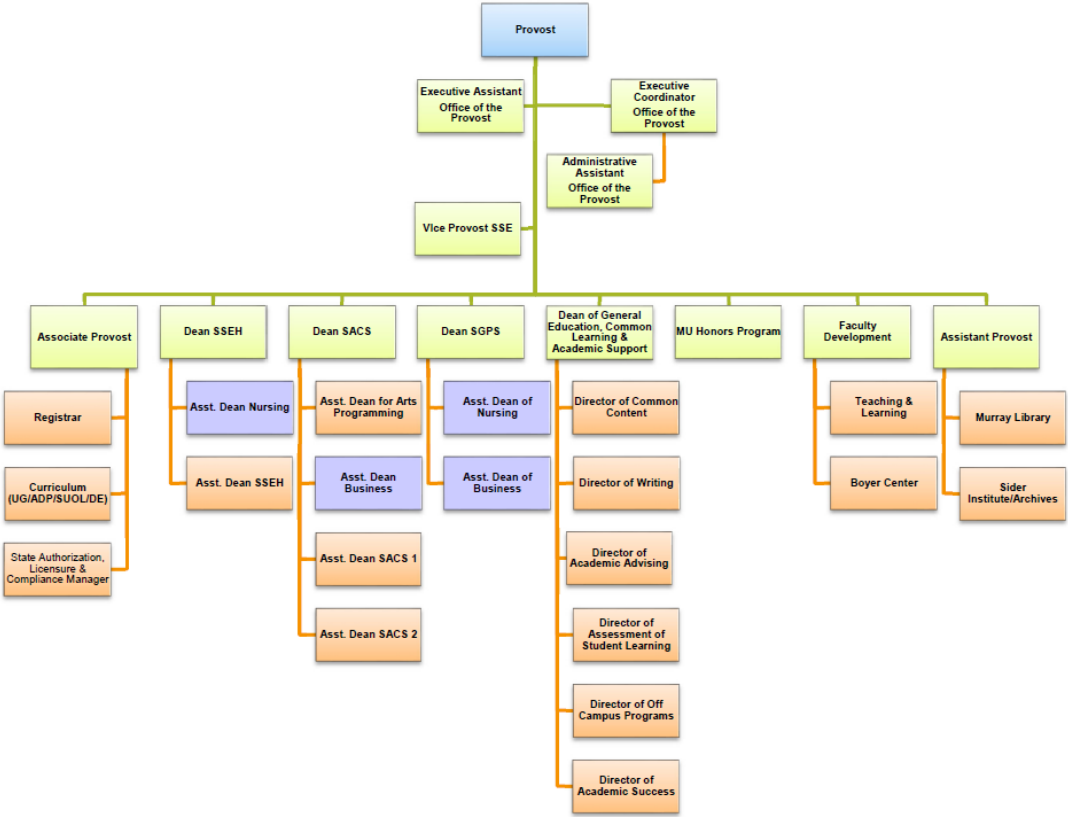 Provost
Executive Assistant
Office of the
Provost
Executive
Coordinator
Office of the
Provost
Administrative
Assistant
Office of the
Provost
VIce Provost SSE
Associate Provost
Dean SSEH
Dean SACS
Dean SGPS
Dean of General
Education, Common
Learning &
Academic Support
MU Honors Program
Faculty
Development
Assistant Provost
Registrar
Curriculum
(UG/ADP/SUOL/DE)
State Authorization,
Licensure &
Compliance Manager
Asst. Dean Nursing
Asst. Dean SSEH
Asst. Dean for Arts
Programming
Asst. Dean
Business
Asst. Dean SACS 1
Asst. Dean SACS 2
Asst. Dean of
Nursing
Asst. Dean of
Business
Director of Common
Content
Director of Writing
Director of
Academic Advising
Director of
Assessment of
Student Learning
Director of Off
Campus Programs
Director of
Academic Success
Teaching &
Learning
Boyer Center
Murray Library
Sider
Institute/Archives